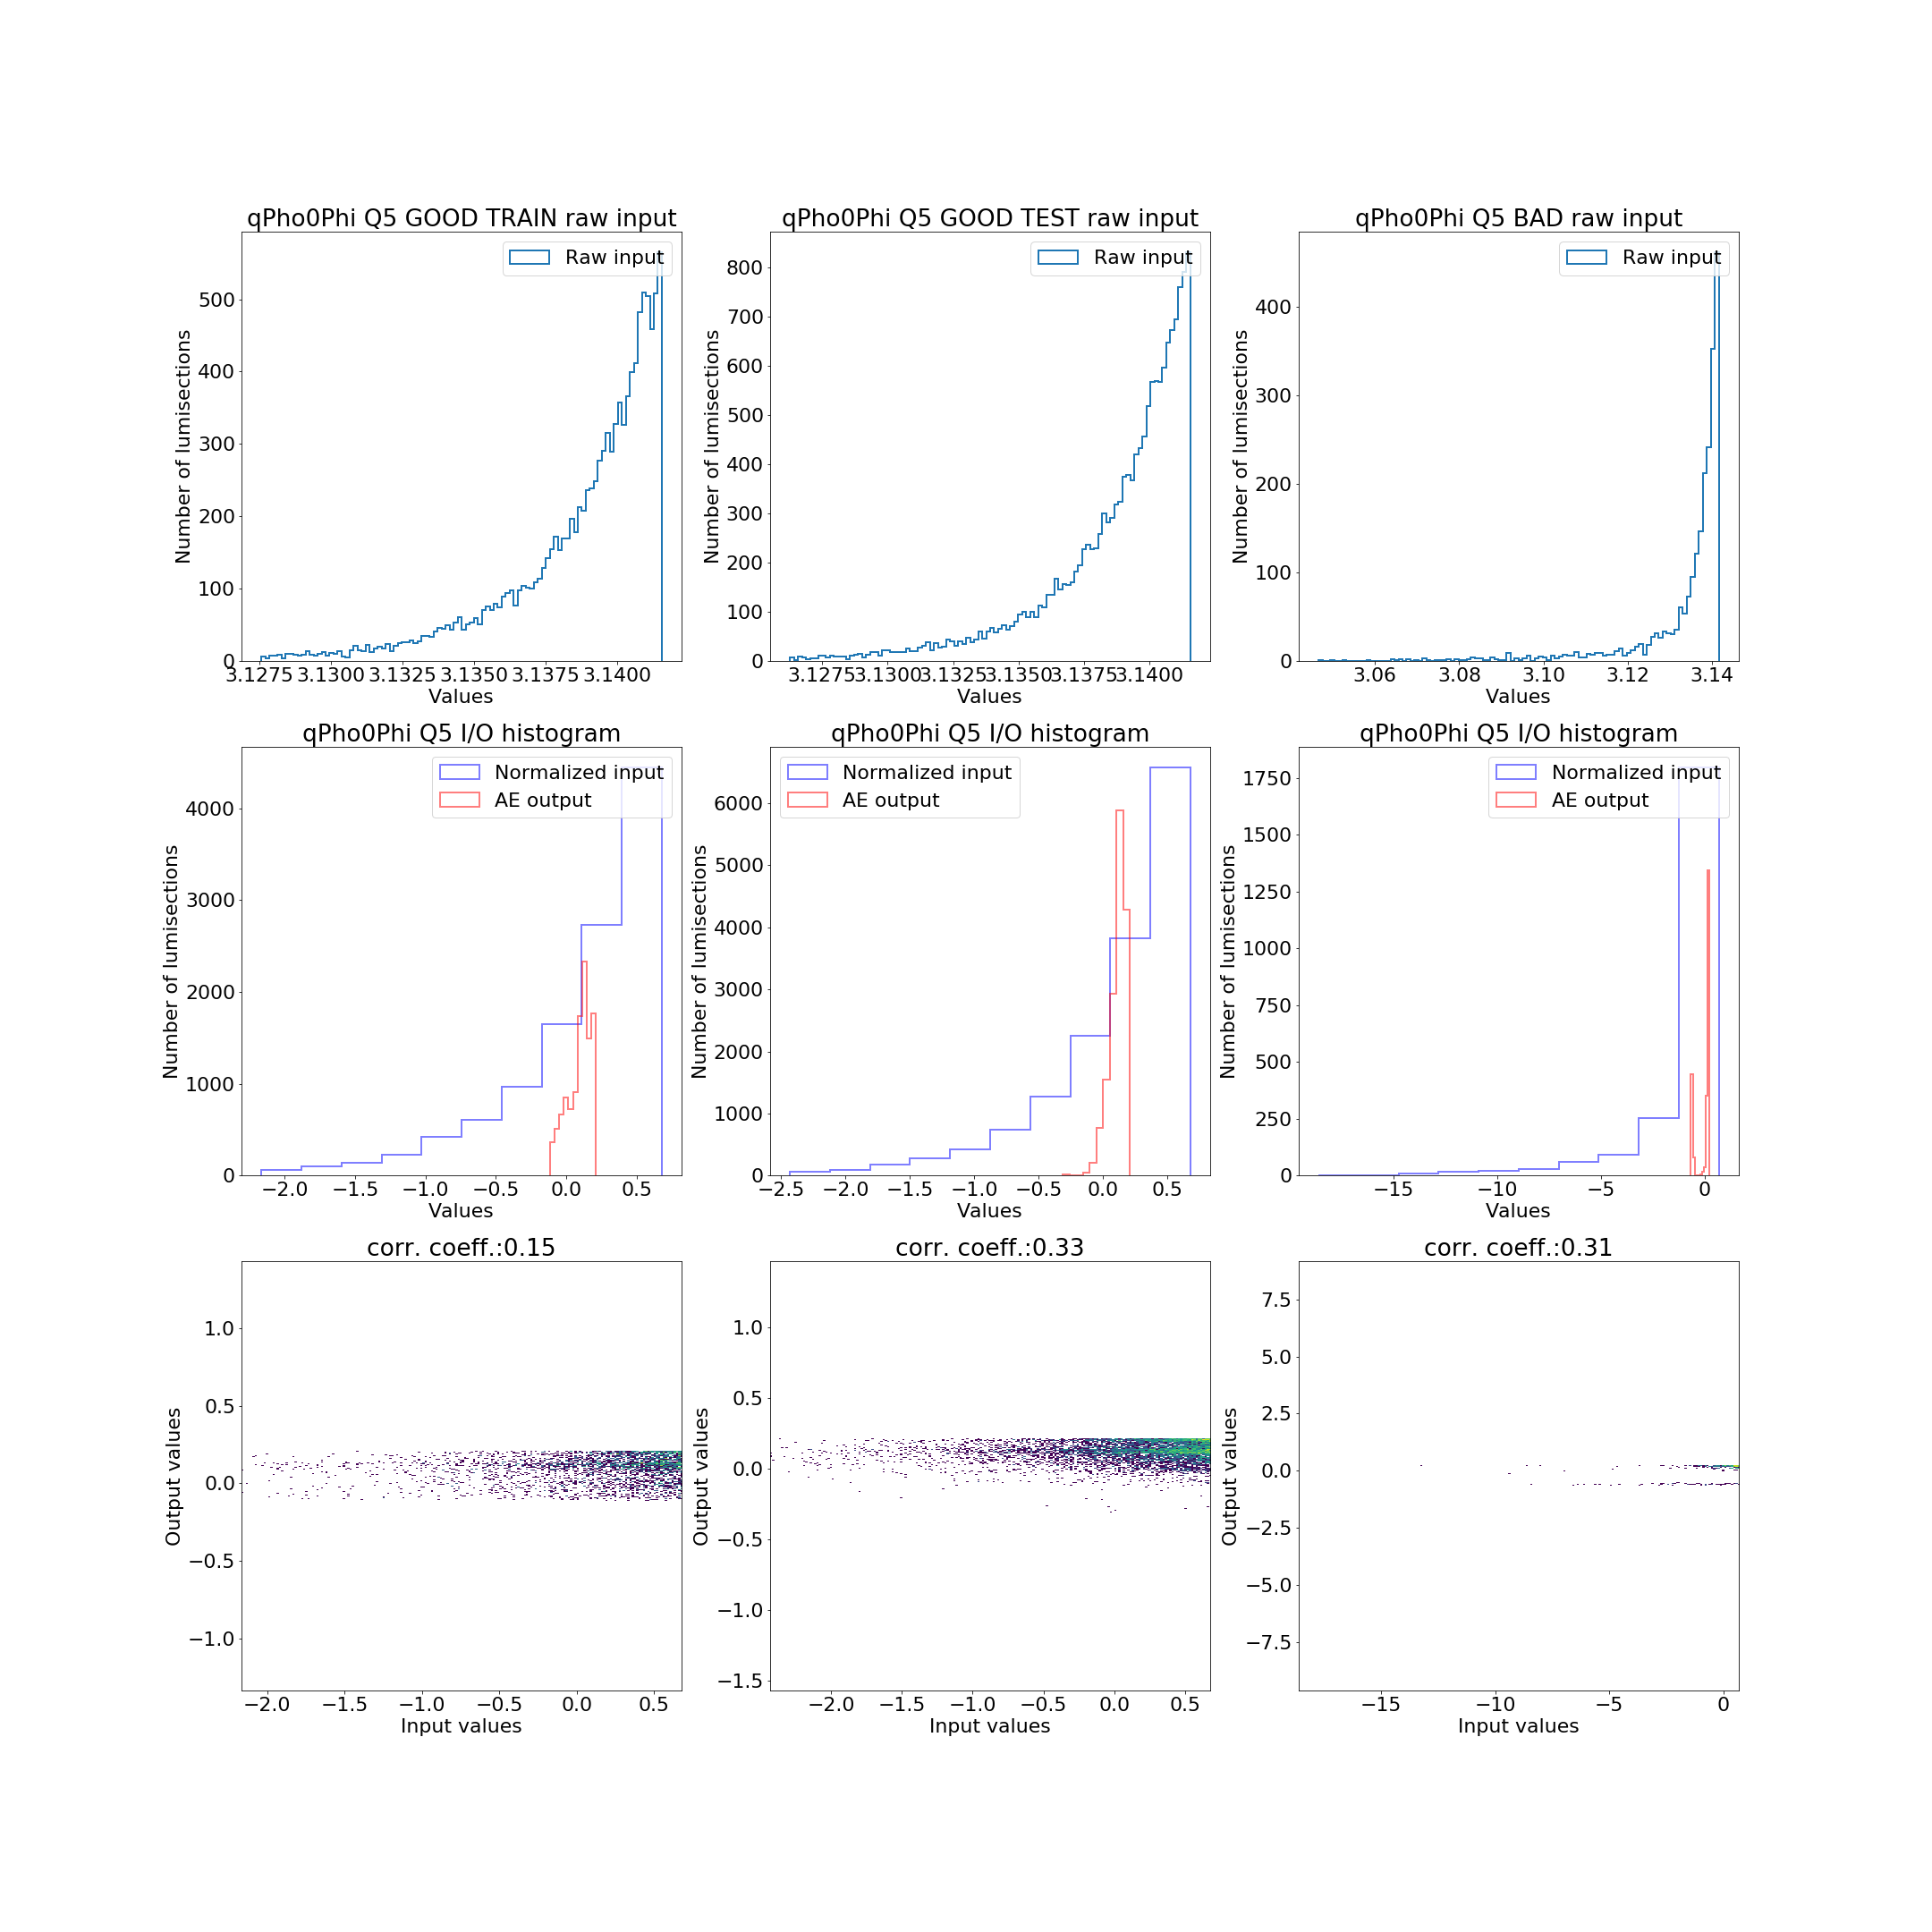 qPho0Phi Q5 GOOD TRAIN raw input
Raw input
Number of lumisections
500
400
300
200
100
0
3.1275 3.1300 3.1325 3.1350 3.1375 3.1400
Values
qPho0Phi Q5 GOOD TEST raw input
Raw input
Number of lumisections
800
700
600
500
400
300
200
100
0
3.1275 3.1300 3.1325 3.1350 3.1375 3.1400
Values
qPho0Phi Q5 BAD raw input
Raw input
Number of lumisections
400
300
200
100
0
3.06 3.08 3.10 3.12 3.14
Values
qPho0Phi Q5 I/O histogram
Normalized input
AE output
Number of lumisections
4000
3000
2000
1000
0
−2.0 −1.5 −1.0 −0.5 0.0 0.5
Values
qPho0Phi Q5 I/O histogram
Normalized input
AE output
Number of lumisections
6000
5000
4000
3000
2000
1000
0
−2.5 −2.0 −1.5 −1.0 −0.5 0.0 0.5
Values
qPho0Phi Q5 I/O histogram
Normalized input
AE output
Number of lumisections
1750
1500
1250
1000
750
500
250
0
−15 −10 −5 0
Values
corr. coeff.:0.15
Output values
1.0
0.5
0.0
−0.5
−1.0
−2.0 −1.5 −1.0 −0.5 0.0 0.5
Input values
corr. coeff.:0.33
Output values
1.0
0.5
0.0
−0.5
−1.0
−1.5
−2.0 −1.5 −1.0 −0.5 0.0 0.5
Input values
corr. coeff.:0.31
Output values
7.5
5.0
2.5
0.0
−2.5
−5.0
−7.5
−15 −10 −5 0
Input values